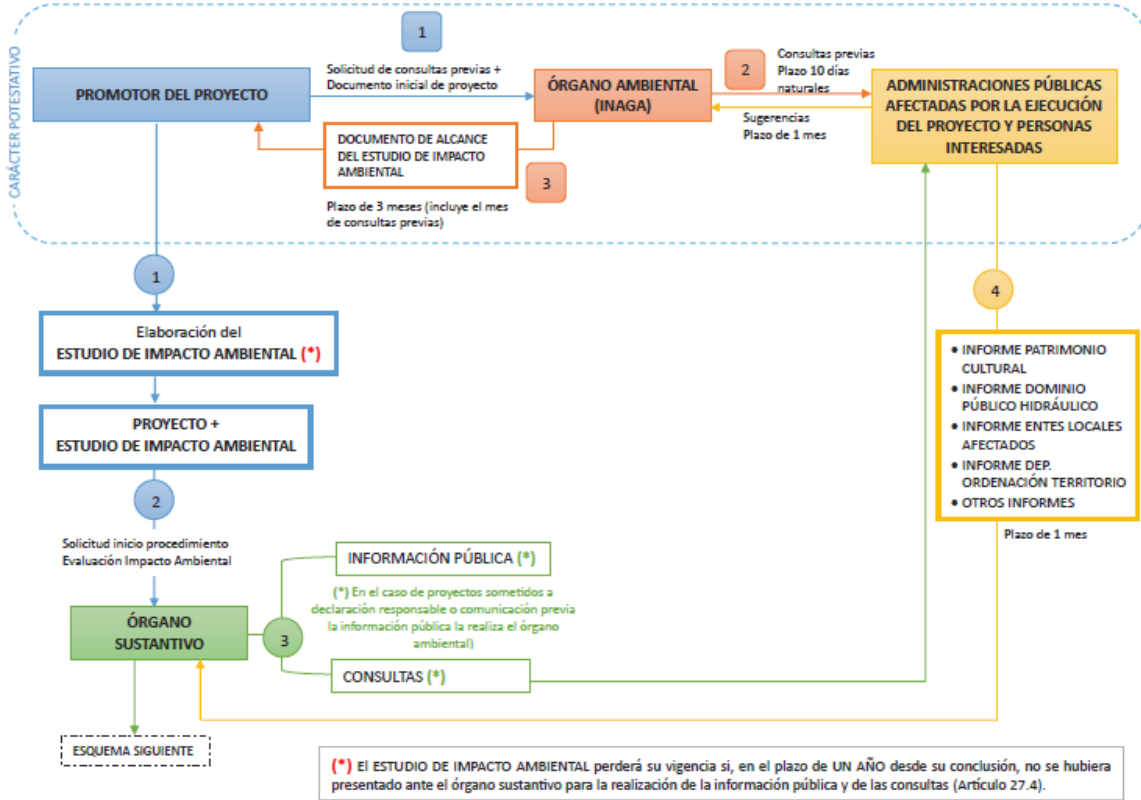 CARÁCTER POTESTATIVO
1
Solicitud de consultas previas +
Documento inicial de proyecto
PROMOTOR DEL PROYECTO
ÓRGANO AMBIENTAL
(INAGA)
2
Consultas previas
Plazo 10 días
naturales
Sugerencias
Plazo de 1 mes
ADMINISTRACIONES PÚBLICAS
AFECTADAS POR LA EJECUCIÓN
DEL PROYECTO Y PERSONAS
INTERESADAS
DOCUMENTO DE ALCANCE
DEL ESTUDIO DE IMPACTO
AMBIENTAL
3
Plazo de 3 meses (incluye el mes
de consultas previas)
1
Elaboración del
ESTUDIO DE IMPACTO AMBIENTAL (*)
PROYECTO +
ESTUDIO DE IMPACTO AMBIENTAL
2
Solicitud inicio procedimiento
Evaluación Impacto Ambiental
ÓRGANO
SUSTANTIVO
3
INFORMACIÓN PÚBLICA (*)
(*) En el caso de proyectos sometidos a
declaración responsable o comunicación previa
la información pública la realiza el órgano
ambiental)
CONSULTAS (*)
4
• INFORME PATRIMONIO
CULTURAL
• INFORME DOMINIO
PÚBLICO HIDRÁULICO
• INFORME ENTES LOCALES
AFECTADOS
• INFORME DEP.
ORDENACIÓN TERRITORIO
• OTROS INFORMES
Plazo de 1 mes
ESQUEMA SIGUIENTE
(*) El ESTUDIO DE IMPACTO AMBIENTAL perderá su vigencia si, en el plazo de UN AÑO desde su conclusión, no se hubiera
presentado ante el órgano sustantivo para la realización de la información pública y de las consultas (Artículo 27.4).